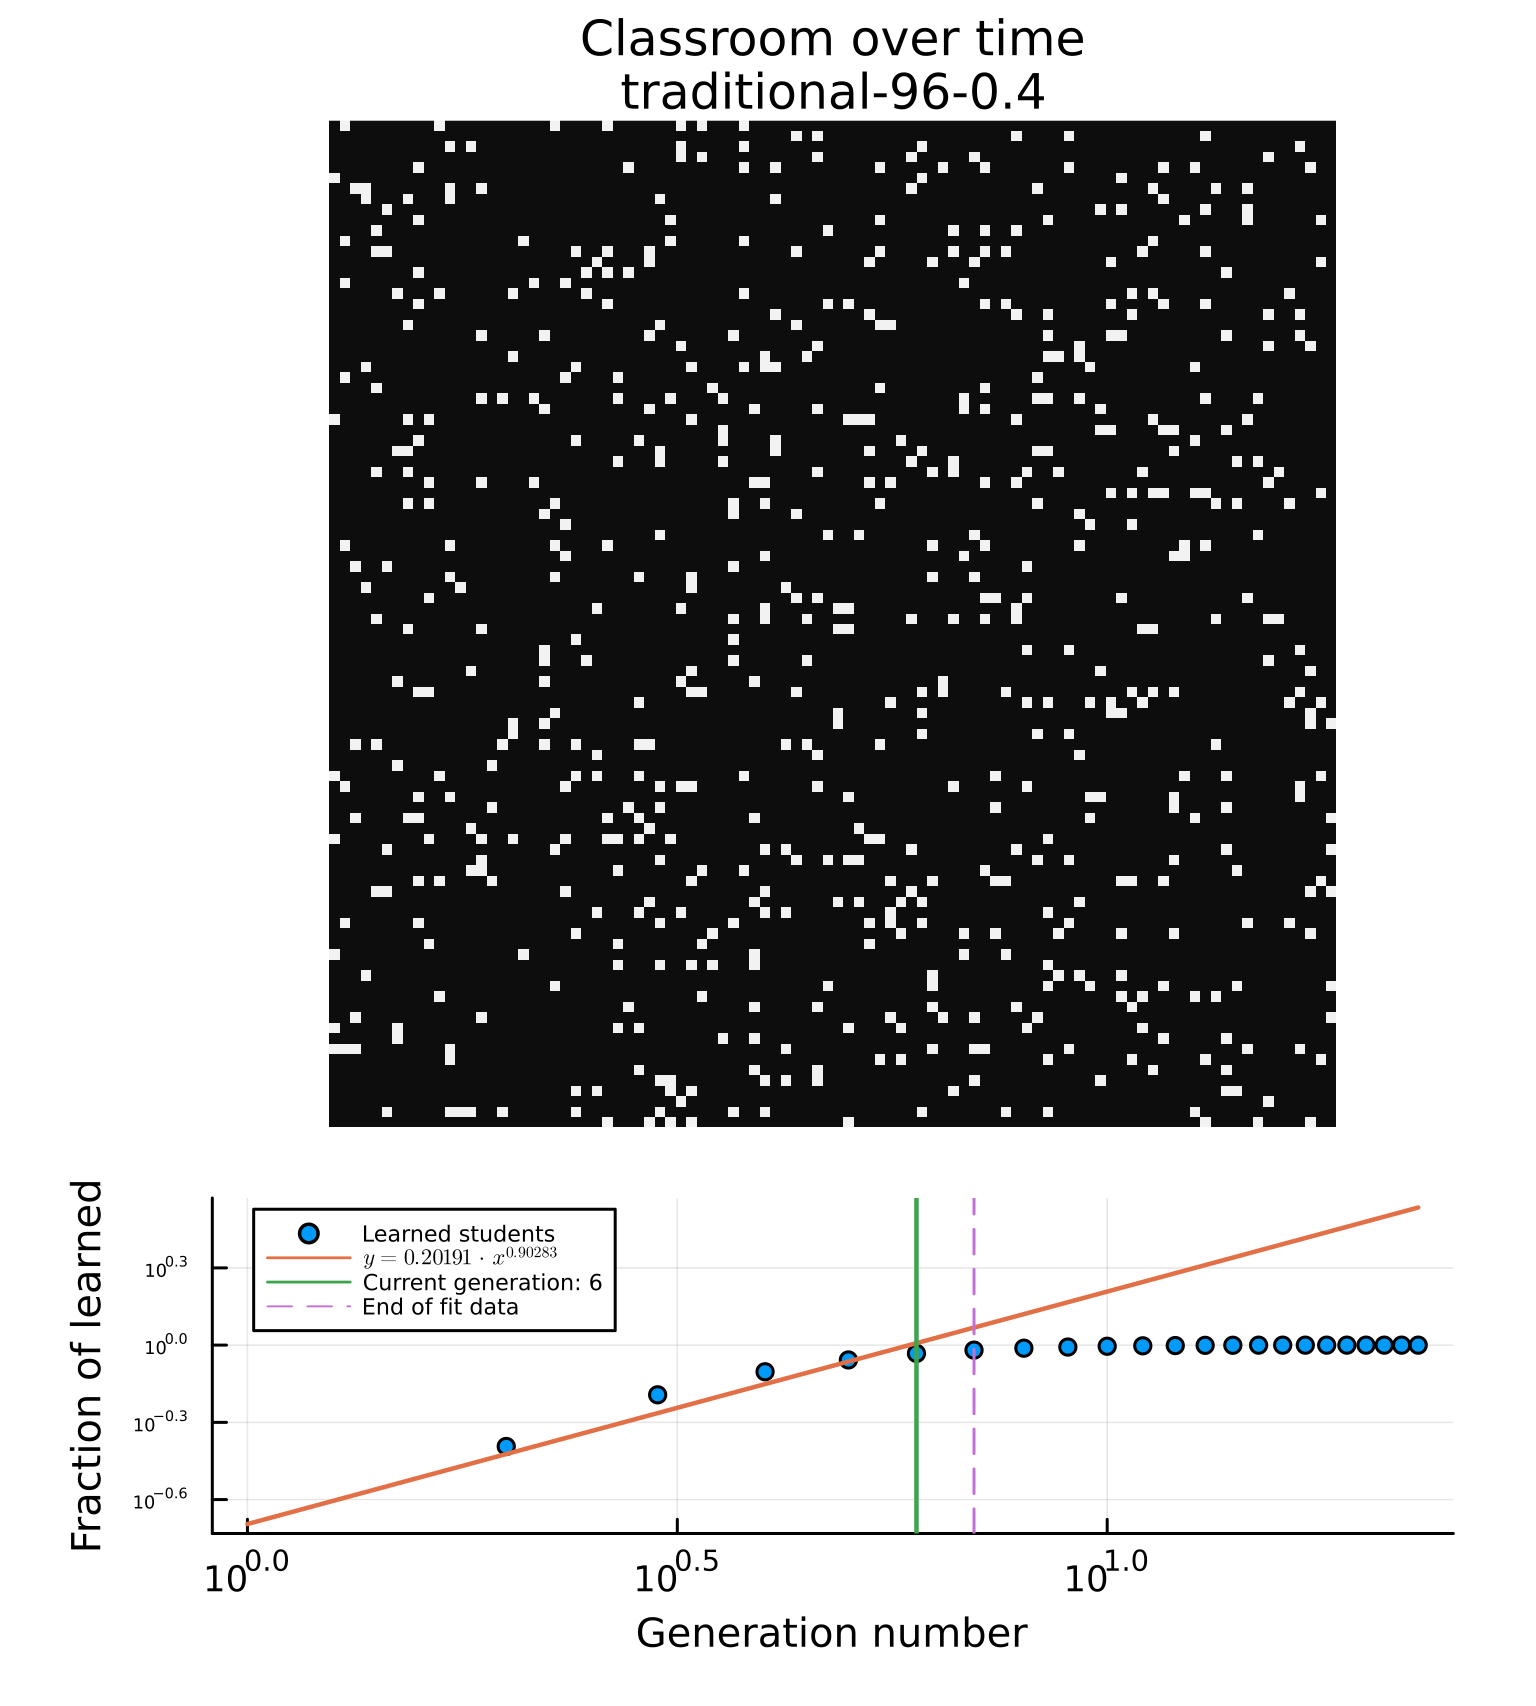 Classroom over time
traditional-96-0.4
Fraction of learned
10^0.3
10^0.0
10^−0.3
10^−0.6
Learned students
y = 0.20191 · x^0.90283
Current generation: 6
End of fit data
10^0.0
10^0.5
10^1.0
Generation number